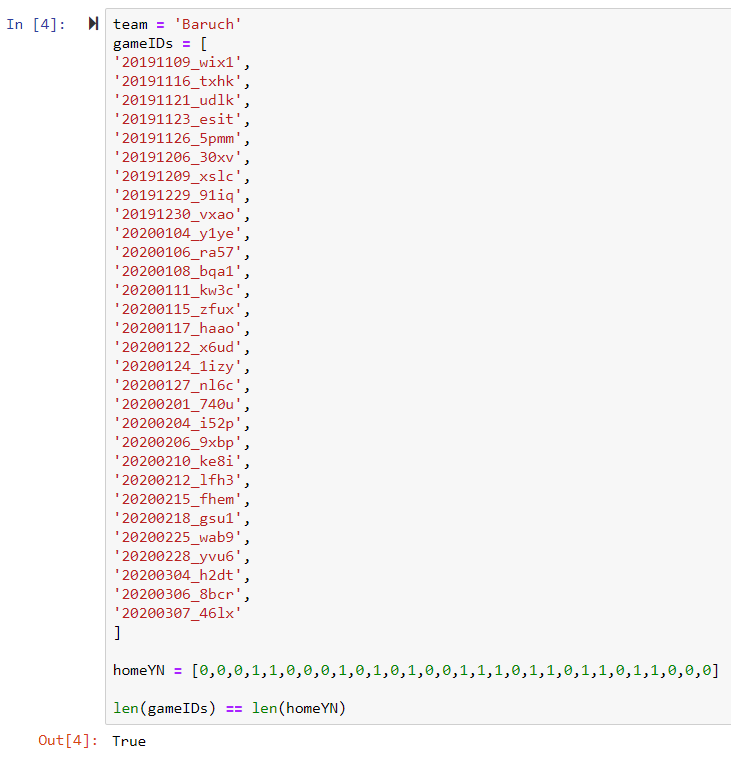 In [4]:
team = 'Baruch'
gameIDs = [
'20191109_wix1',
'20191116_txhk',
'20191121_udlk',
'20191123_esit',
'20191126_5pmm',
'20191206_30xv',
'20191209_xslc',
'20191229_91iq',
'20191230_vxao',
'20200104_y1ye',
'20200106_ra57',
'20200108_bqa1',
'20200111_kw3c',
'20200115_zfux',
'20200117_haao',
'20200122_x6ud',
'20200124_1izy',
'20200127_nl6c',
'20200201_740u',
'20200204_i52p',
'20200206_9xbp',
'20200210_ke8i',
'20200212_lfh3',
'20200215_fhem',
'20200218_gsu1',
'20200225_wab9',
'20200228_yvu6',
'20200304_h2dt',
'20200306_8bcr',
'20200307_46lx'
]
homeYN = [0,0,0,1,1,0,0,0,1,0,1,0,1,0,0,1,1,1,0,1,1,0,1,1,0,1,1,0,0,0]
len(gameIDs) == len(homeYN)
Out[4]: True